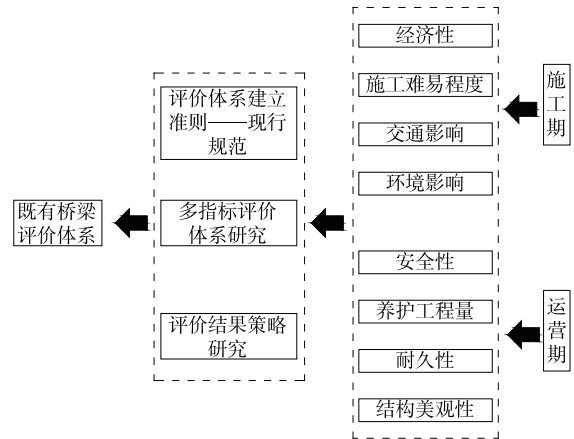 既有桥梁
评价体系
评价体系建立
准则——现行
规范
多指标评价
体系研究
评价结果策略
研究
经济性
施工难易程度
交通影响
环境影响
安全性
养护工程量
耐久性
结构美观性
施工期
运营期